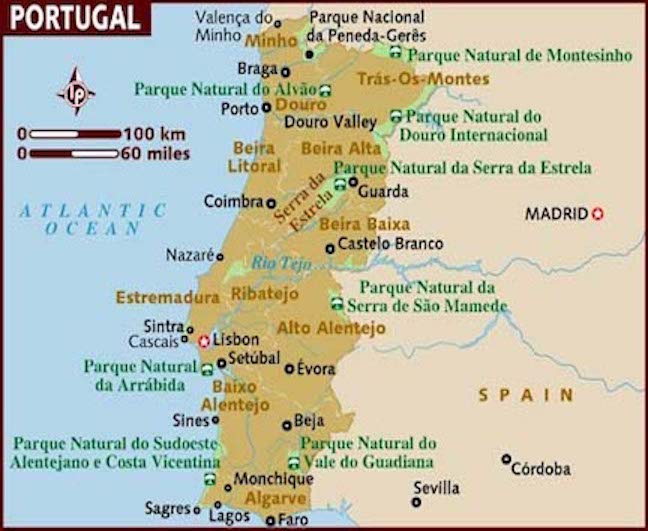 PORTUGAL
Valença do
Minho
Parque Nacional
da Peneda-Gerês
Minho
Parque Natural de Montesinho
Braga
Trás-Os-Montes
Parque Natural do Alvão
Porto
Douro
Parque Natural do
Douro Internacional
Douro Valley
0 100 km
0 60 miles
Beira
Litoral
Beira Alta
Parque Natural da Serra da Estrela
Guarda
Serra da
Estrela
Coimbra
ATLANTIC
OCEAN
MADRID
Beira Baixa
Castelo Branco
Nazaré
Rio Tejo
Estremadura
Ribatejo
Parque Natural da
Serra de São Mamede
Sintra
Cascais
Lisbon
Alto Alentejo
Setúbal
Parque Natural
da Arrábida
Évora
Baixo
Alentejo
SPAIN
Sines
Beja
Parque Natural do Sudoeste
Alentejano e Costa Vicentina
Parque Natural do
Vale do Guadiana
Córdoba
Monchique
Sevilla
Algarve
Sagres
Lagos
Faro